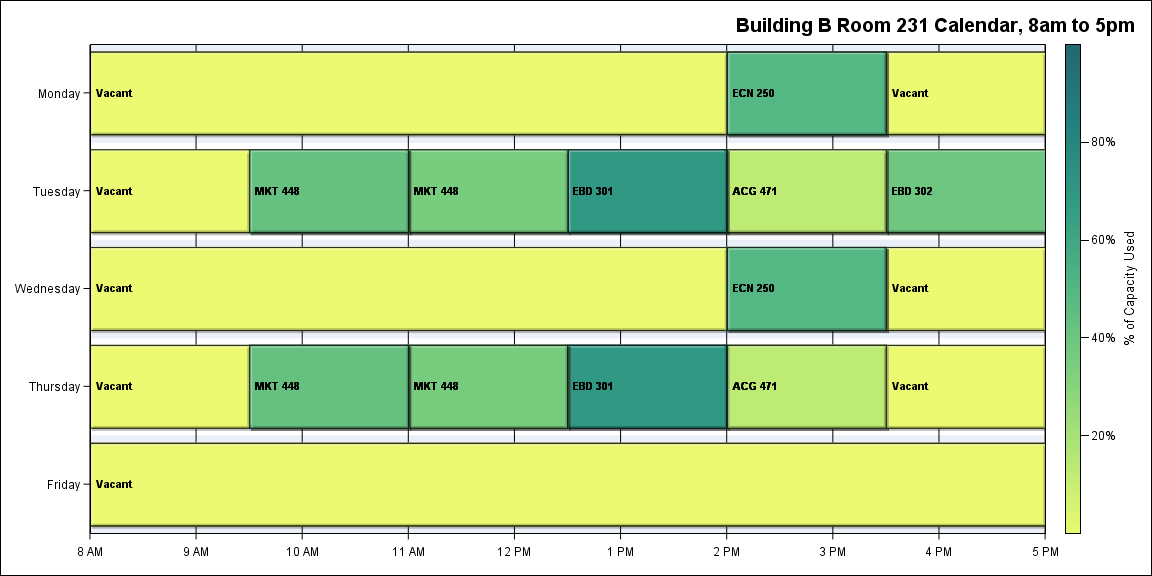 Building B Room 231 Calendar, 8am to 5pm
Monday
Vacant
ECN 250
Vacant
Tuesday
Vacant
MKT 448
MKT 448
EBD 301
ACG 471
EBD 302
Wednesday
Vacant
ECN 250
Vacant
Thursday
Vacant
MKT 448
MKT 448
EBD 301
ACG 471
Vacant
Friday
Vacant
8 AM
9 AM
10 AM
11 AM
12 PM
1 PM
2 PM
3 PM
4 PM
5 PM
80%
60%
40%
20%
% of Capacity Used